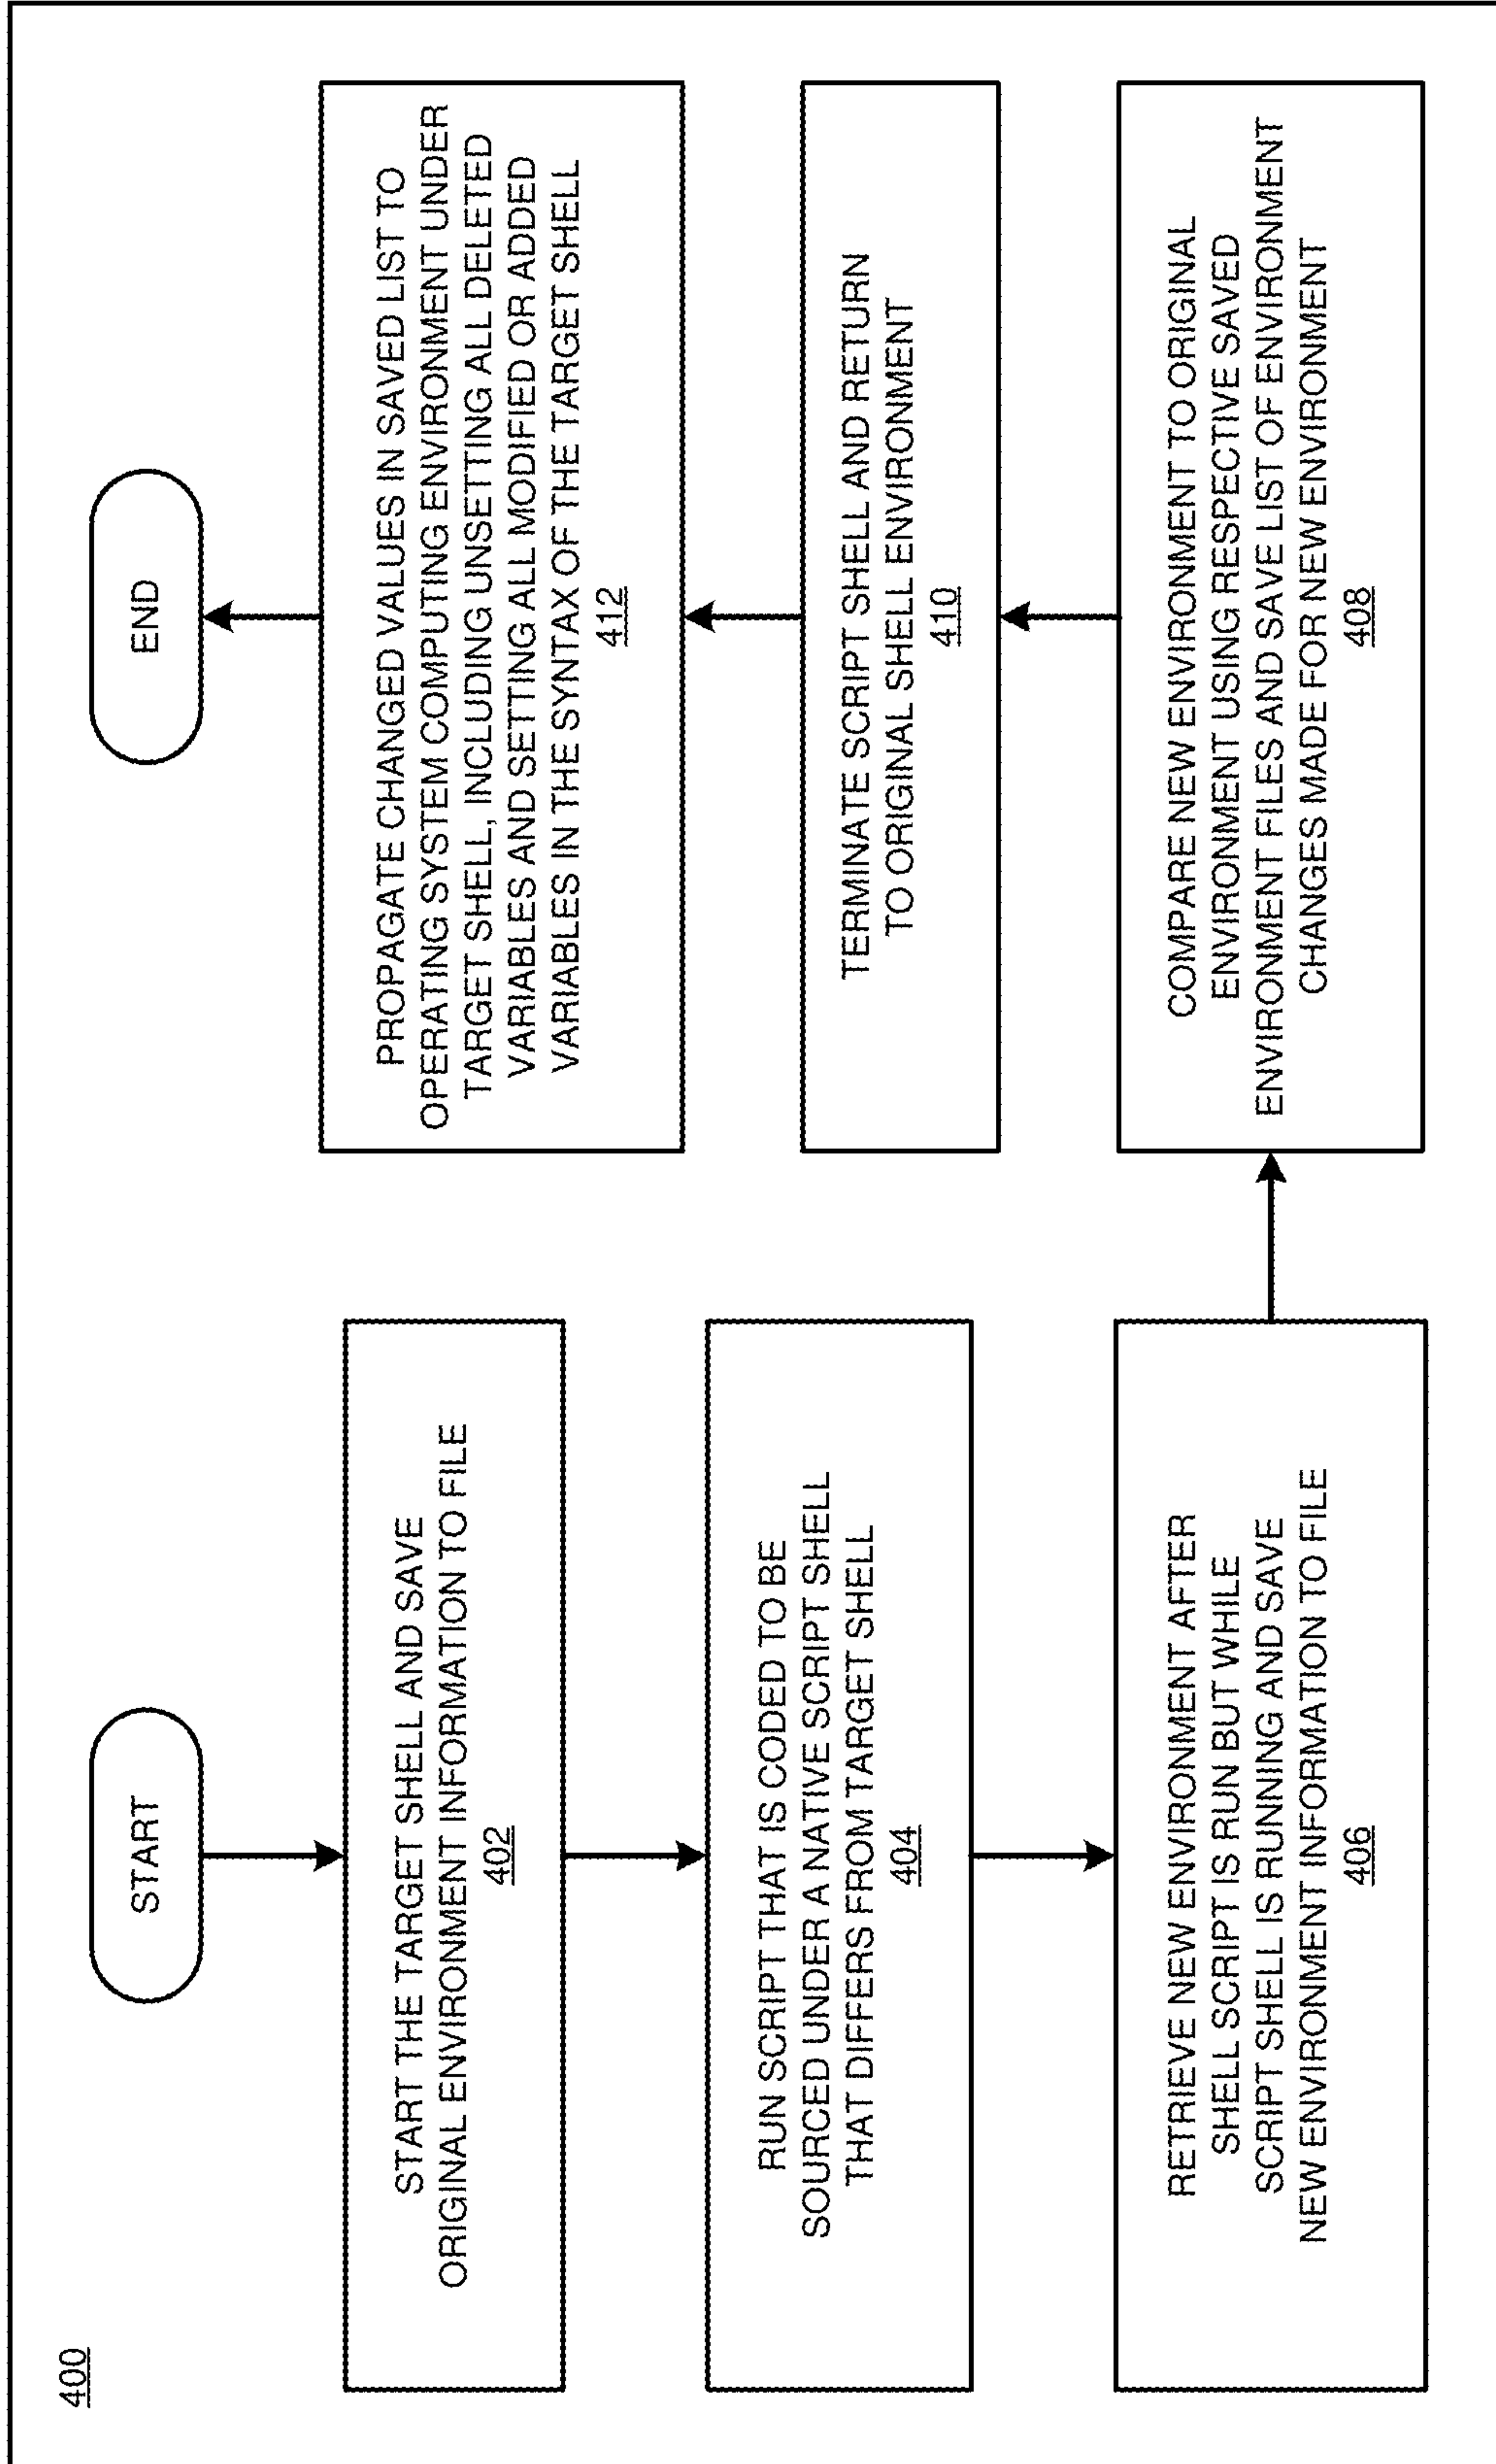 400
START
START THE TARGET SHELL AND SAVE
ORIGINAL ENVIRONMENT INFORMATION TO FILE
402
RUN SCRIPT THAT IS CODED TO BE
SOURCED UNDER A NATIVE SCRIPT SHELL
THAT DIFFERS FROM TARGET SHELL
404
RETRIEVE NEW ENVIRONMENT AFTER
SHELL SCRIPT IS RUN BUT WHILE
SCRIPT SHELL IS RUNNING AND SAVE
NEW ENVIRONMENT INFORMATION TO FILE
406
COMPARE NEW ENVIRONMENT TO ORIGINAL
ENVIRONMENT USING RESPECTIVE SAVED
ENVIRONMENT FILES AND SAVE LIST OF ENVIRONMENT
CHANGES MADE FOR NEW ENVIRONMENT
408
TERMINATE SCRIPT SHELL AND RETURN
TO ORIGINAL SHELL ENVIRONMENT
410
PROPAGATE CHANGED VALUES IN SAVED LIST TO
OPERATING SYSTEM COMPUTING ENVIRONMENT UNDER
TARGET SHELL, INCLUDING UNSETTING ALL DELETED
VARIABLES AND SETTING ALL MODIFIED OR ADDED
VARIABLES IN THE SYNTAX OF THE TARGET SHELL
412
END